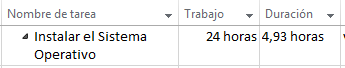 Nombre de tarea Trabajo Duración
Instalar el Sistema 24 horas 4,93 horas
Operativo